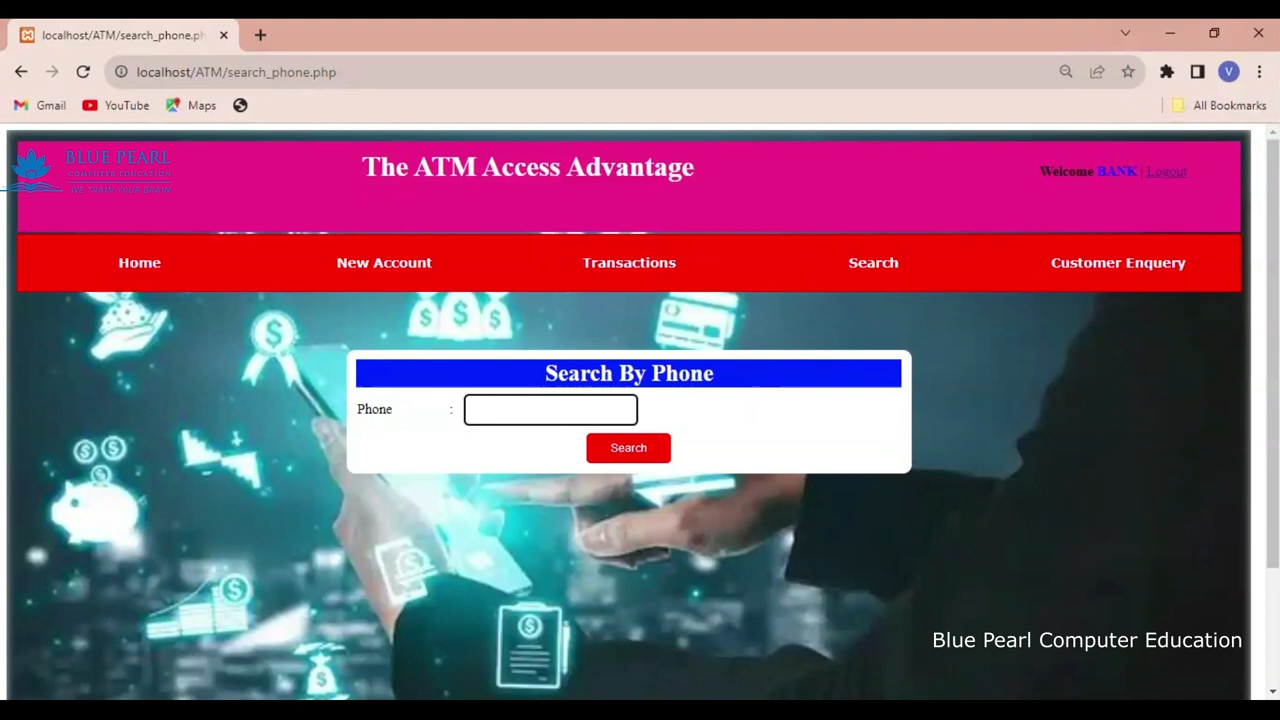 localhost/ATM/search_phone.ph
localhost/ATM/search_phone.php
Gmail
YouTube
Maps
All Bookmarks
V
BLUE PEARL
COMPUTER EDUCATION
WE TRAIN YOUR BRAIN
The ATM Access Advantage
Welcome BANK | Logout
Home
New Account
Transactions
Search
Customer Enquery
Search By Phone
Phone :
Search
Blue Pearl Computer Education